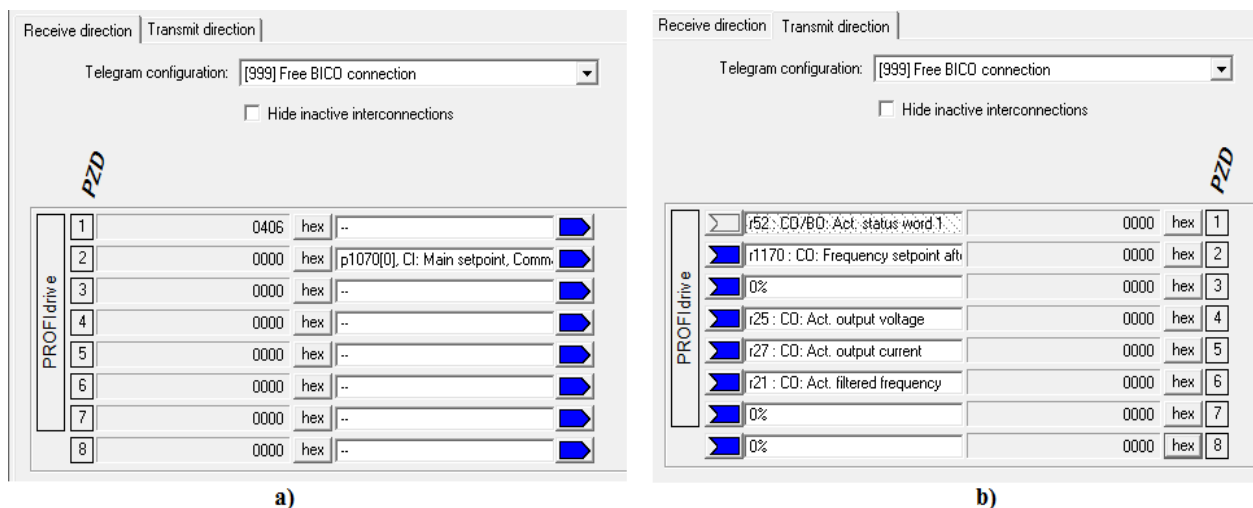 Receive direction Transmit direction
Telegram configuration: [999] Free BICO connection
Hide inactive interconnections
PZD
PROFIdrive
1 0406 hex --
2 0000 hex p1070[0], CI: Main setpoint, Comm
3 0000 hex --
4 0000 hex --
5 0000 hex --
6 0000 hex --
7 0000 hex --
8 0000 hex --
a)
Receive direction Transmit direction
Telegram configuration: [999] Free BICO connection
Hide inactive interconnections
PZD
PROFIdrive
r52 : CO/BO: Act. status word 1 0000 hex 1
r1170 : CO: Frequency setpoint aft 0000 hex 2
0% 0000 hex 3
r25 : CO: Act. output voltage 0000 hex 4
r27 : CO: Act. output current 0000 hex 5
r21 : CO: Act. filtered frequency 0000 hex 6
0% 0000 hex 7
0% 0000 hex 8
b)